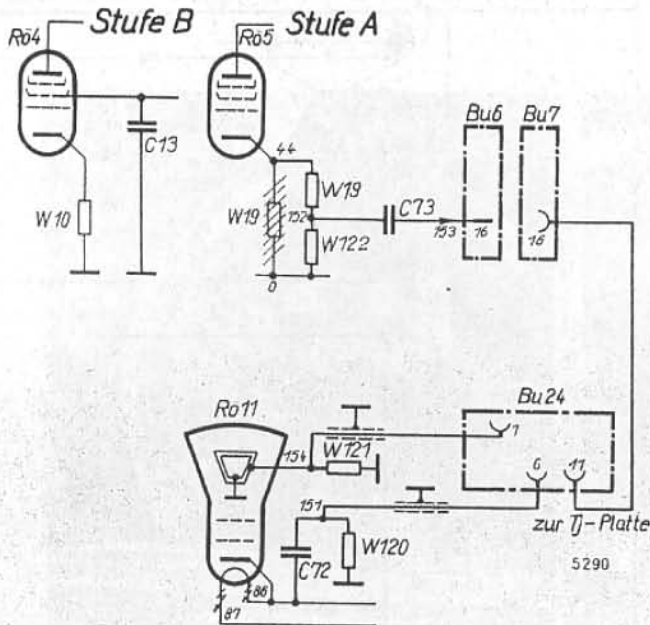 Rö4
Stufe B
Rö5
Stufe A
Bu6
Bu7
C13
44
W19
W19
152
C73
W10
W122
153
16
16
0
Bu24
Rö11
154
1
W121
6
11
151
zur Tj-Platte
W120
C72
5290
86
87